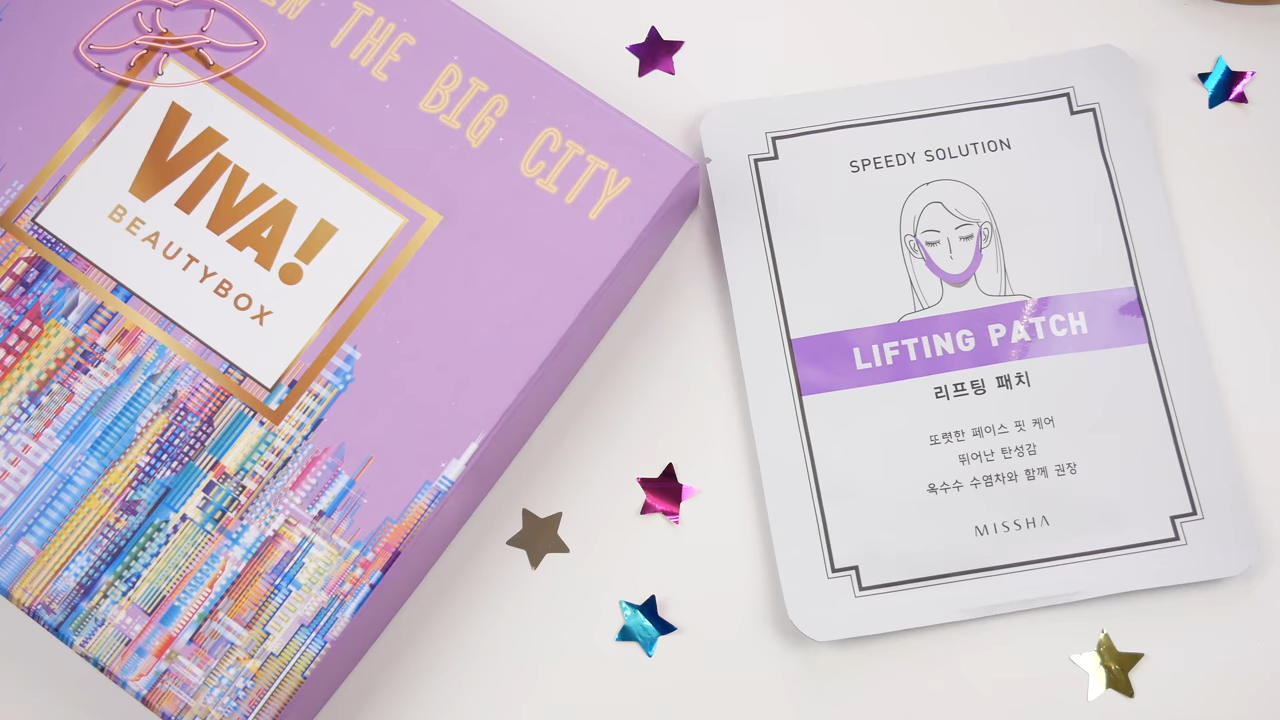 THE BIG CITY
VIVA!
BEAUTYBOX
SPEEDY SOLUTION
LIFTING PATCH
리프팅 패치
또렷한 페이스 핏 케어
뛰어난 탄성감
옥수수 수염차와 함께 권장
MISSHA